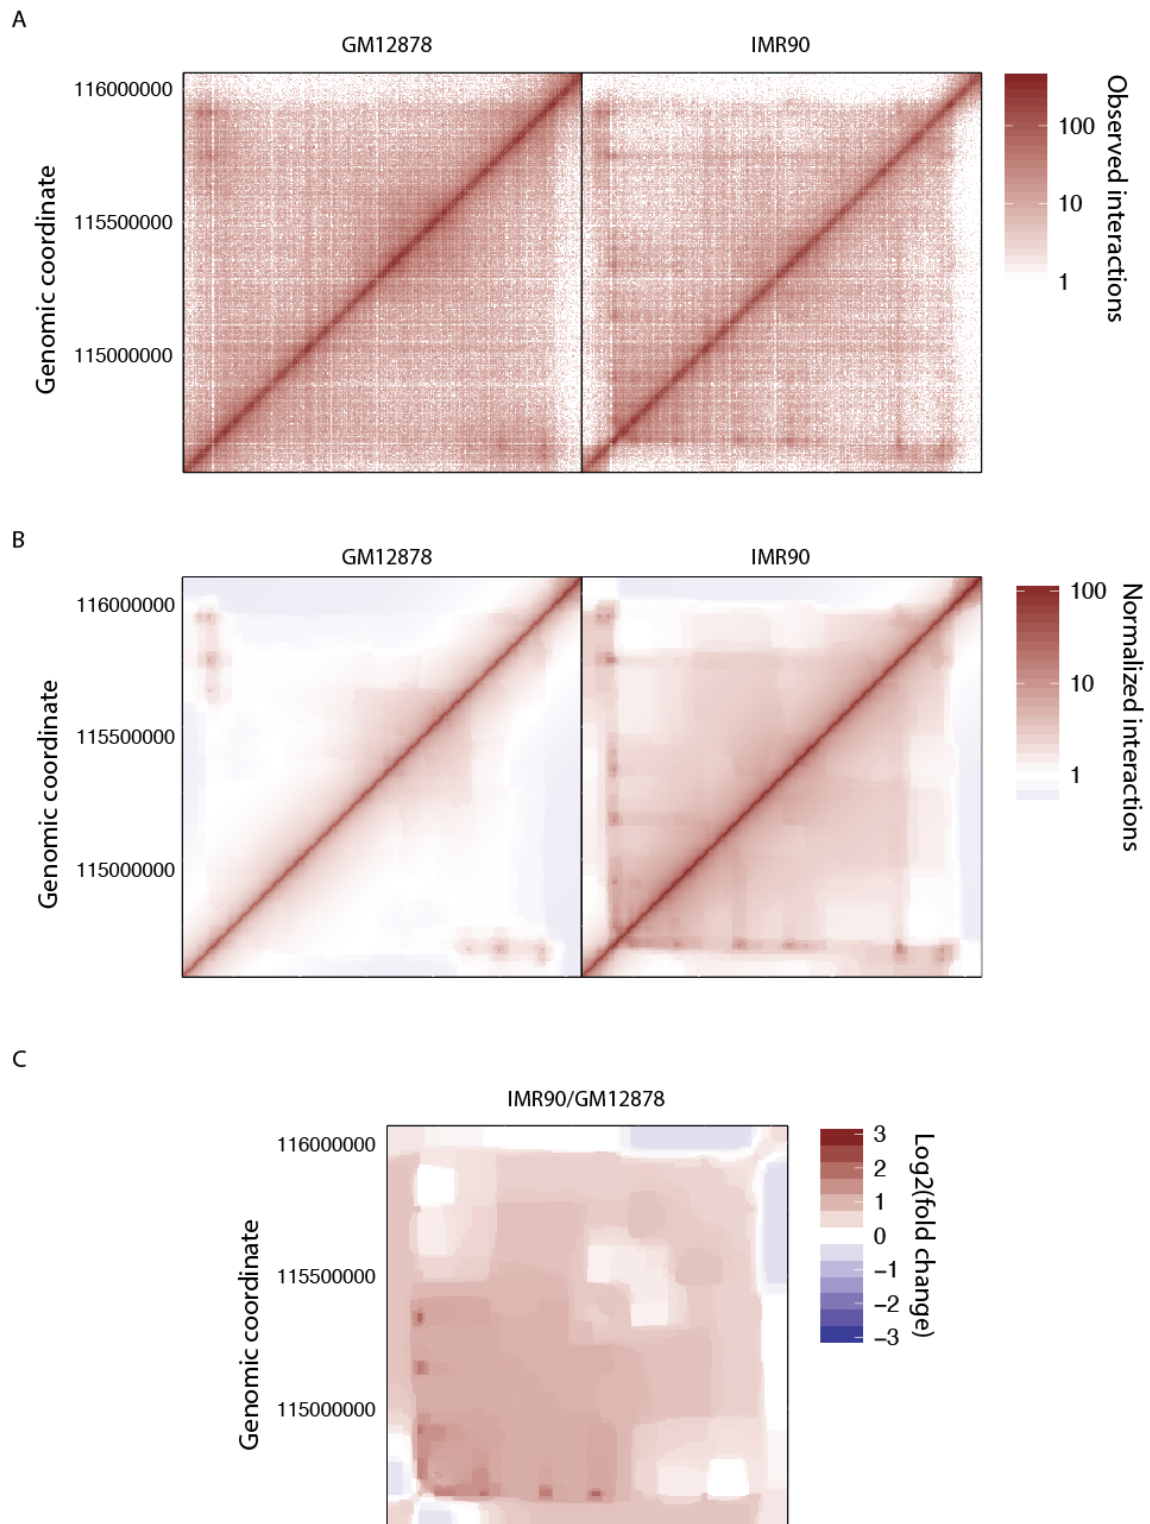 A
GM12878
IMR90
116000000
115500000
115000000
Genomic coordinate
100
10
1
Observed interactions
B
GM12878
IMR90
116000000
115500000
115000000
Genomic coordinate
100
10
1
Normalized interactions
C
IMR90/GM12878
116000000
115500000
115000000
Genomic coordinate
3
2
1
0
−1
−2
−3
Log2(fold change)